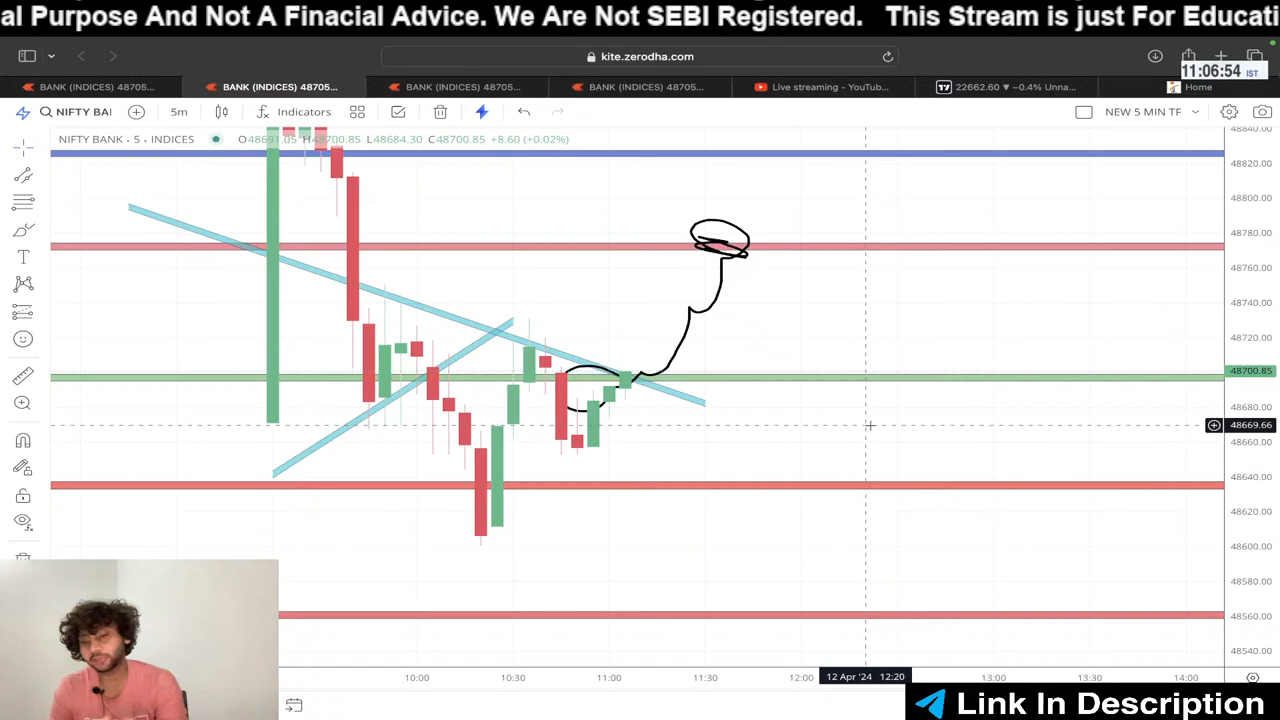 al Purpose And Not A Finacial Advice. We Are Not SEBI Registered. This Stream is just For Educati
kite.zerodha.com
11:06:54 IST
BANK (INDICES) 48705...
BANK (INDICES) 48705...
BANK (INDICES) 48705...
BANK (INDICES) 48705...
Live streaming - YouTub...
22662.60 ▼ −0.4% Unna...
Home
NIFTY BAI
5m
Indicators
NEW 5 MIN TF
NIFTY BANK · 5 · INDICES
O48691.05 H48700.85 L48684.30 C48700.85 +8.60 (+0.02%)
48840.00
48820.00
48800.00
48780.00
48760.00
48740.00
48720.00
48700.85
48680.00
48669.66
48660.00
48640.00
48620.00
48600.00
48580.00
48560.00
48540.00
10:00
10:30
11:00
11:30
12:00
12 Apr '24 12:20
13:00
13:30
14:00
Link In Description